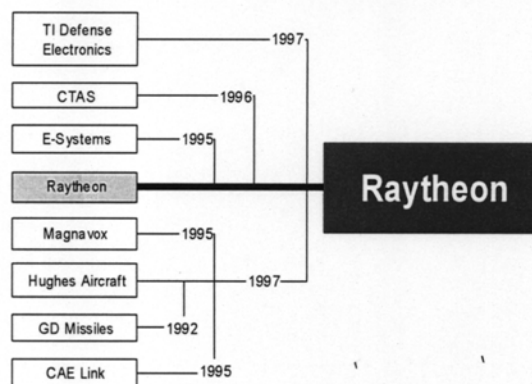 TI Defense
Electronics
1997
CTAS
1996
E-Systems
1995
Raytheon
Raytheon
Magnavox
1995
Hughes Aircraft
1997
GD Missiles
1992
CAE Link
1995